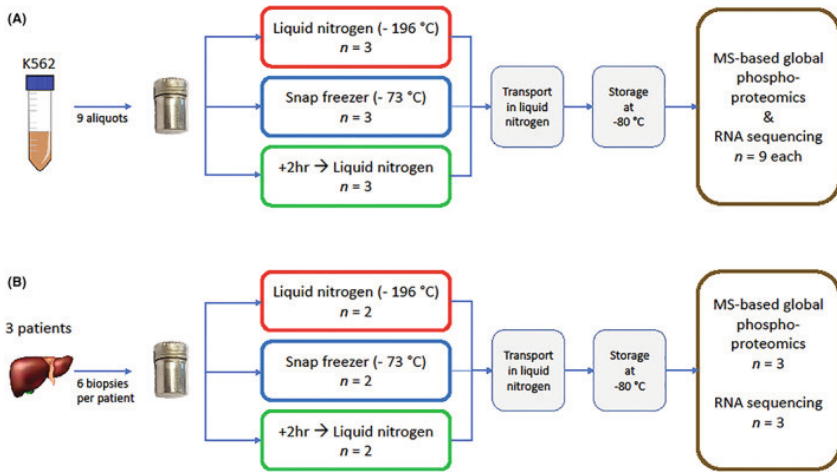 (A)
K562
9 aliquots
Liquid nitrogen (- 196 °C)
n = 3
Snap freezer (- 73 °C)
n = 3
+2hr → Liquid nitrogen
n = 3
Transport
in liquid
nitrogen
Storage
at
-80 °C
MS-based global
phospho-
proteomics
&
RNA sequencing
n = 9 each
(B)
3 patients
6 biopsies
per patient
Liquid nitrogen (- 196 °C)
n = 2
Snap freezer (- 73 °C)
n = 2
+2hr → Liquid nitrogen
n = 2
Transport
in liquid
nitrogen
Storage
at
-80 °C
MS-based global
phospho-
proteomics
n = 3
RNA sequencing
n = 3